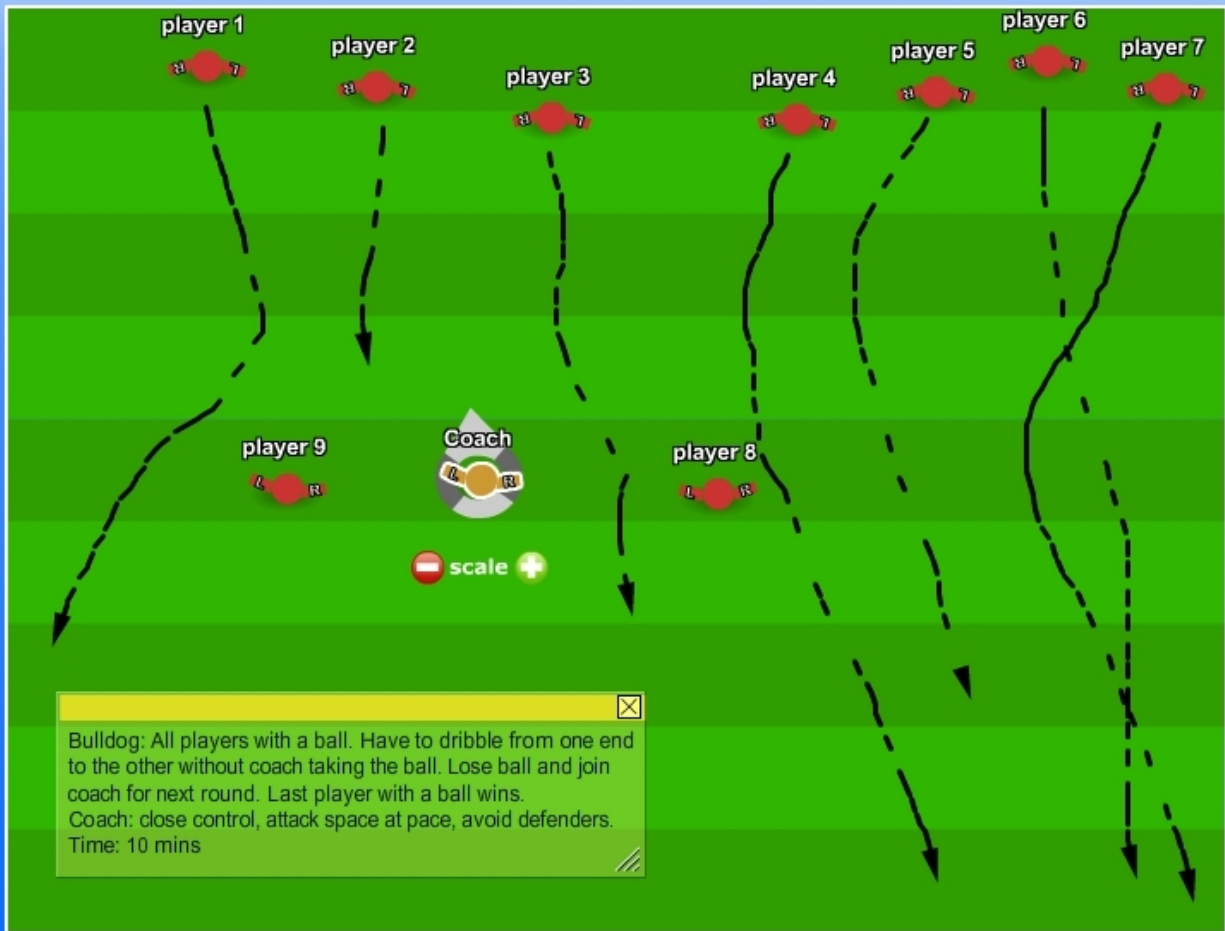 player 1
player 2
player 3
player 4
player 5
player 6
player 7
R L
R L
R L
R L
R L
R L
R L
player 9
Coach
player 8
L R
L R
L R
scale
Bulldog: All players with a ball. Have to dribble from one end
to the other without coach taking the ball. Lose ball and join
coach for next round. Last player with a ball wins.
Coach: close control, attack space at pace, avoid defenders.
Time: 10 mins